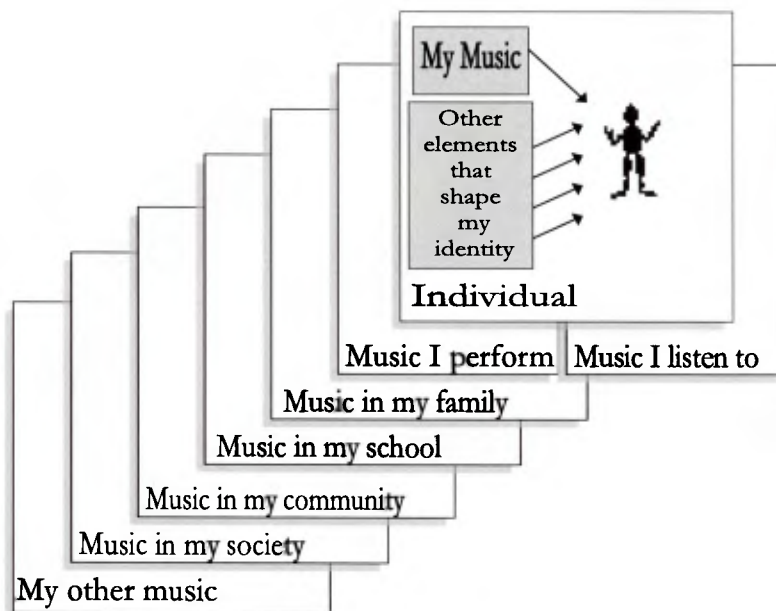 My Music
Other
elements
that
shape
my
identity
Individual
Music I perform
Music I listen to
Music in my family
Music in my school
Music in my community
Music in my society
My other music